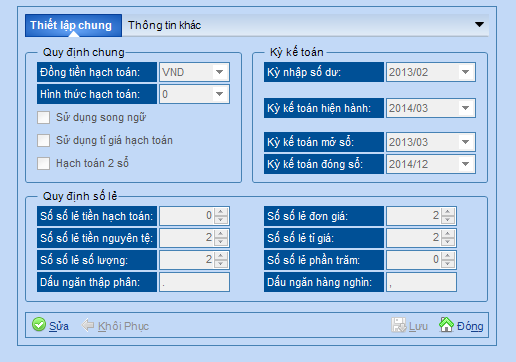 Thiết lập chung Thông tin khác
Quy định chung
Đồng tiền hạch toán: VND
Hình thức hạch toán: 0
Sử dụng song ngữ
Sử dụng tỉ giá hạch toán
Hạch toán 2 số
Kỳ kế toán
Kỳ nhập số dư: 2013/02
Kỳ kế toán hiện hành: 2014/03
Kỳ kế toán mở sổ: 2013/03
Kỳ kế toán đóng sổ: 2014/12
Quy định số lẻ
Số số lẻ tiền hạch toán: 0
Số số lẻ tiền nguyên tệ: 2
Số số lẻ số lượng: 2
Dấu ngăn thập phân: .
Số số lẻ đơn giá: 2
Số số lẻ tỉ giá: 2
Số số lẻ phần trăm: 0
Dấu ngăn hàng nghìn: ,
Sửa Khôi Phục Lưu Đóng